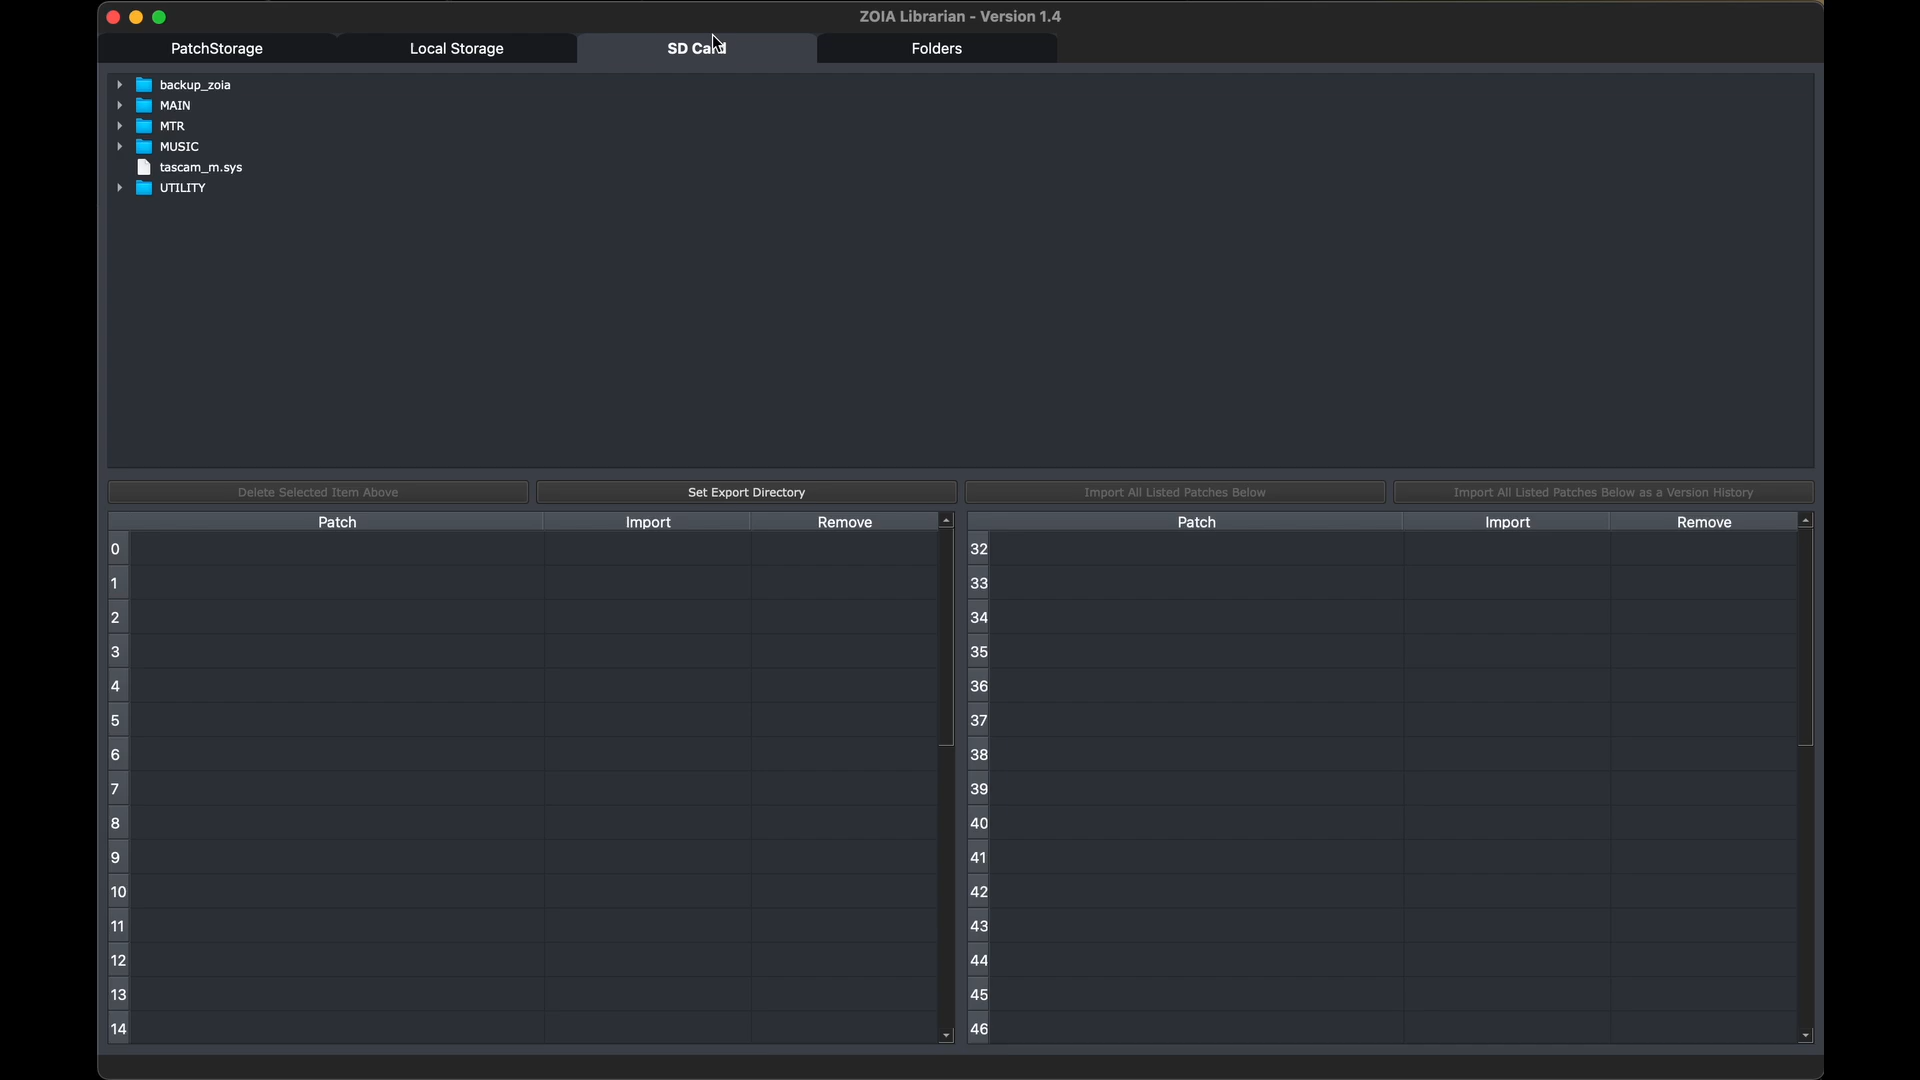 ZOIA Librarian - Version 1.4
PatchStorage Local Storage SD Card Folders
backup_zoia
MAIN
MTR
MUSIC
tascam_m.sys
UTILITY
Delete Selected Item Above Set Export Directory Import All Listed Patches Below Import All Listed Patches Below as a Version History
Patch Import Remove Patch Import Remove
0 32
1 33
2 34
3 35
4 36
5 37
6 38
7 39
8 40
9 41
10 42
11 43
12 44
13 45
14 46